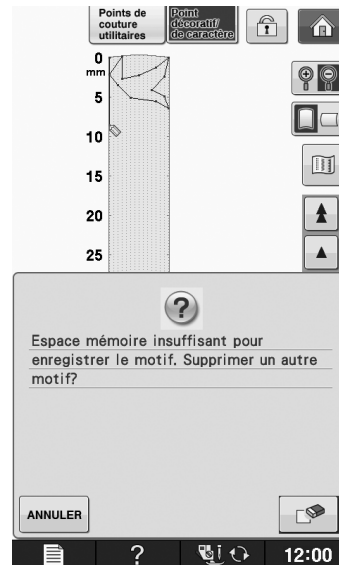 Points de
couture
utilitaires
Point
décoratif/
de caractère
0
mm
5
10
15
20
25
?
Espace mémoire insuffisant pour
enregistrer le motif. Supprimer un autre
motif?
ANNULER
?
12:00